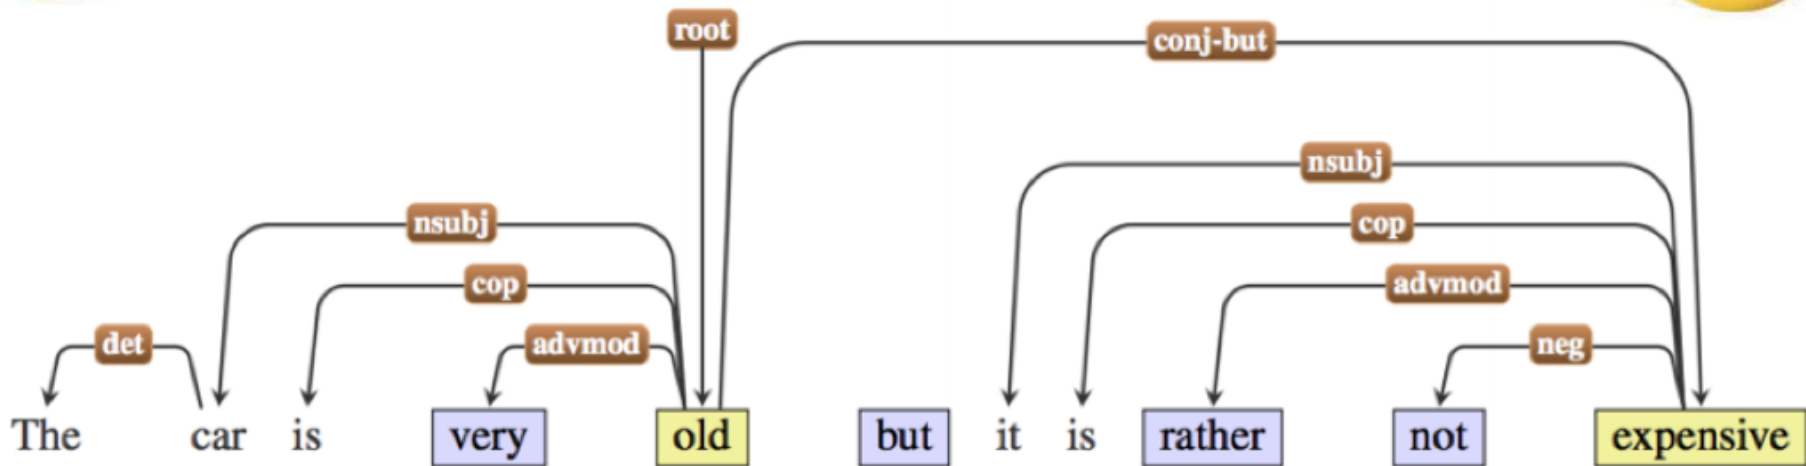 root
conj-but
nsubj
nsubj
cop
cop
advmod
det
advmod
neg
The car is very old but it is rather not expensive